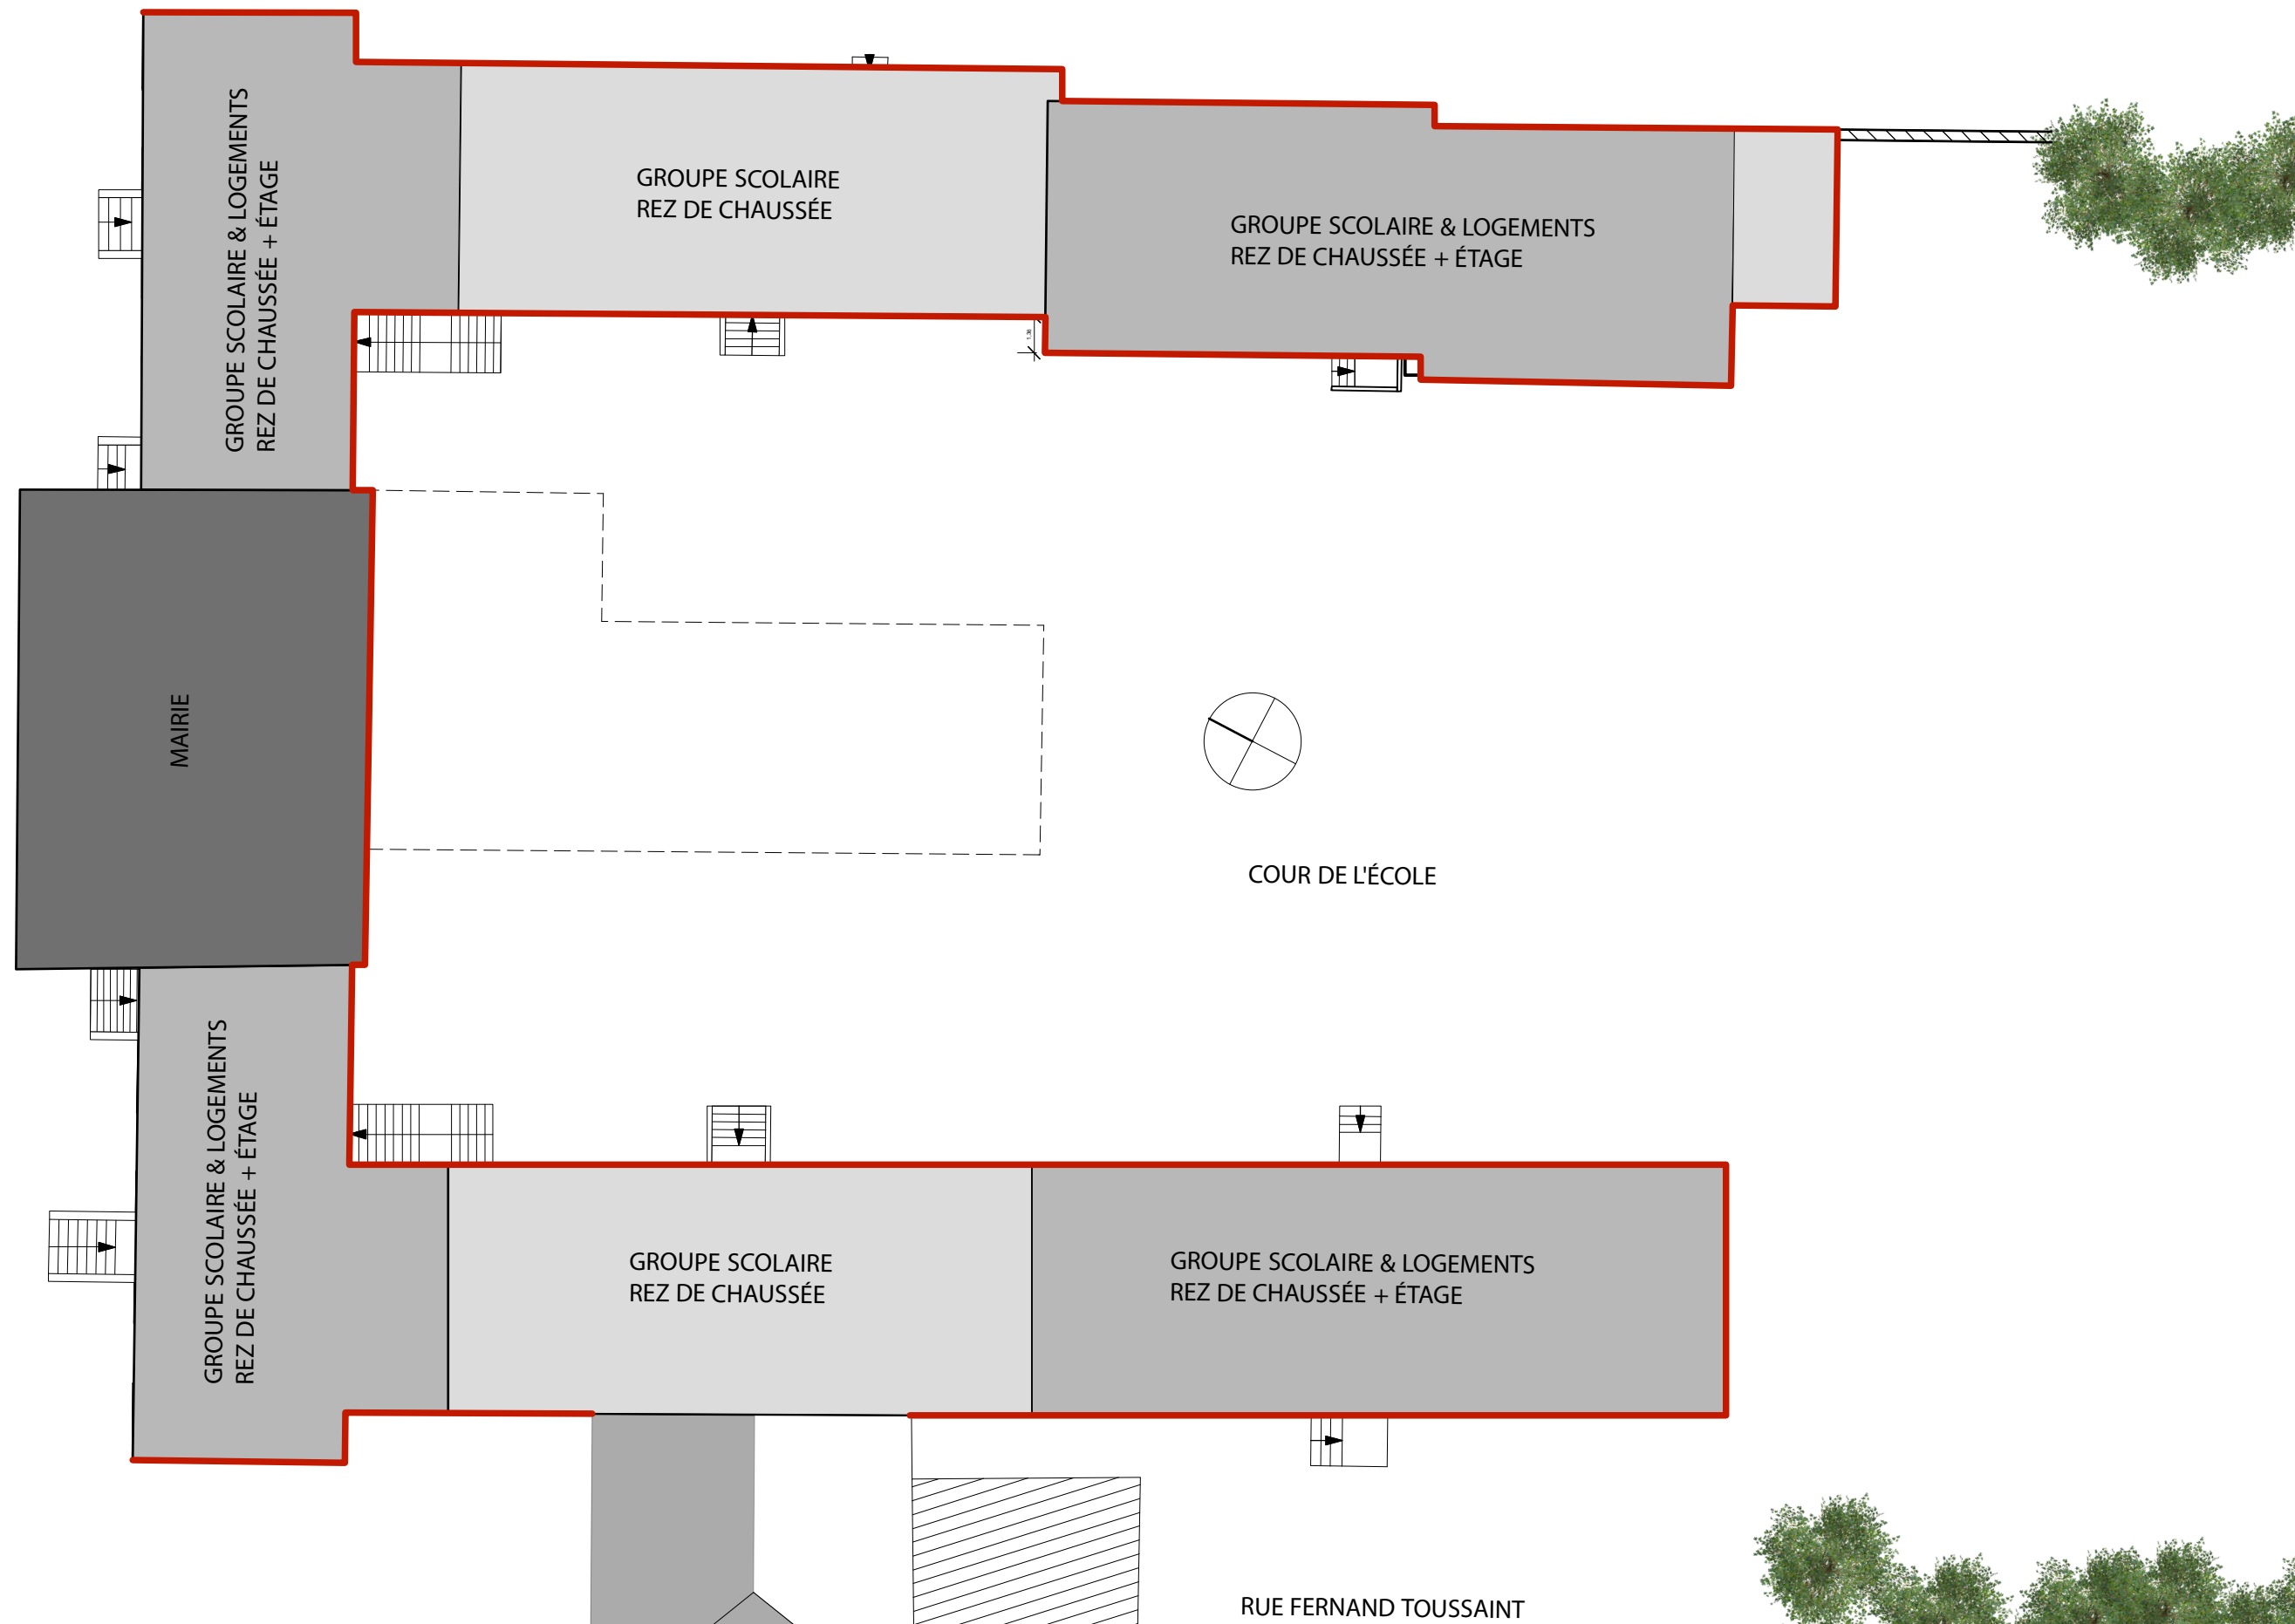 GROUPE SCOLAIRE & LOGEMENTS
REZ DE CHAUSSÉE + ÉTAGE
GROUPE SCOLAIRE
REZ DE CHAUSSÉE
GROUPE SCOLAIRE & LOGEMENTS
REZ DE CHAUSSÉE + ÉTAGE
1.36
MAIRIE
COUR DE L'ÉCOLE
GROUPE SCOLAIRE & LOGEMENTS
REZ DE CHAUSSÉE + ÉTAGE
GROUPE SCOLAIRE
REZ DE CHAUSSÉE
GROUPE SCOLAIRE & LOGEMENTS
REZ DE CHAUSSÉE + ÉTAGE
RUE FERNAND TOUSSAINT